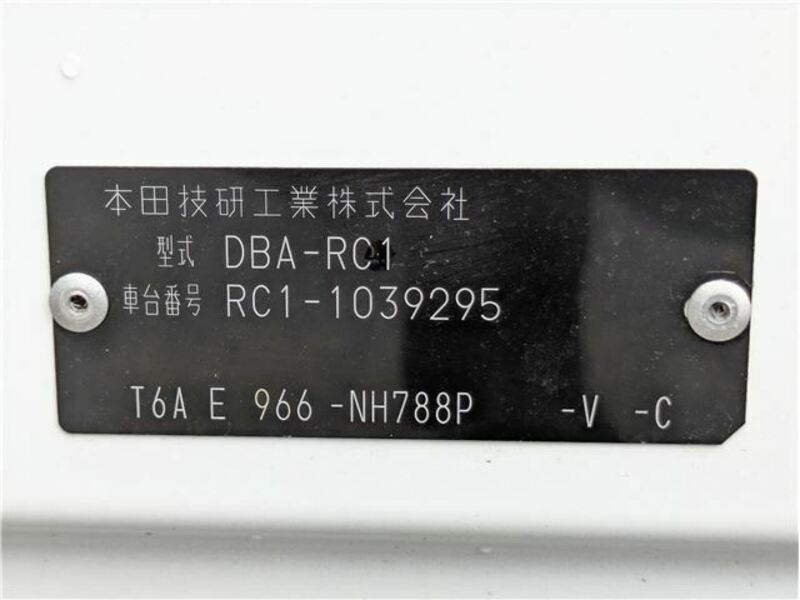 本田技研工業株式会社
型式 DBA-RC1
車台番号 RC1-1039295
T6A E 966 -NH788P -V -C